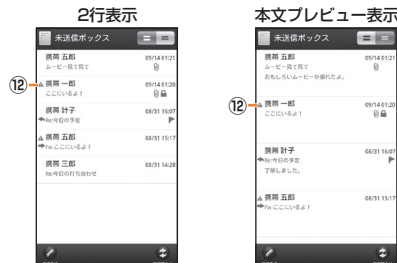 2行表示
未送信ボックス
携帯 五郎 09/14 01:21
ムービー見て見て
⑫
携帯 一郎 09/14 01:20
ここにいるよ！
携帯 計子 08/31 16:07
Re:今日の予定
携帯 五郎 08/31 15:17
Fw:ここにいるよ！
携帯 三郎 08/31 14:28
Re:今日の打ち合わせ
本文プレビュー表示
未送信ボックス
携帯 五郎 09/14 01:21
ムービー見て見て
おもしろいムービーが撮れたよ。
⑫
携帯 一郎 09/14 01:20
ここにいるよ！
携帯 計子 08/31 16:07
Re:今日の予定
了解しました。
携帯 五郎 08/31 15:17
Fw:ここにいるよ！